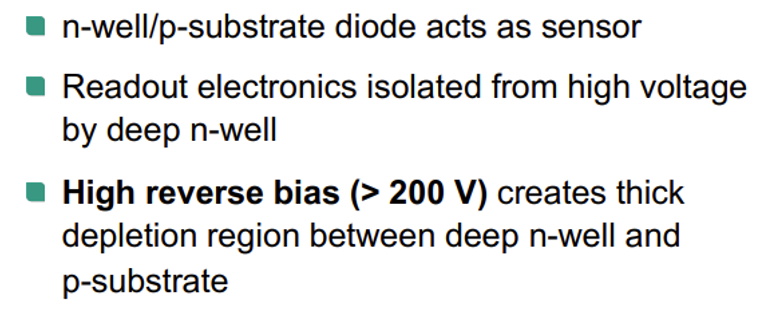 n-well/p-substrate diode acts as sensor
Readout electronics isolated from high voltage
by deep n-well
High reverse bias (> 200 V) creates thick
depletion region between deep n-well and
p-substrate